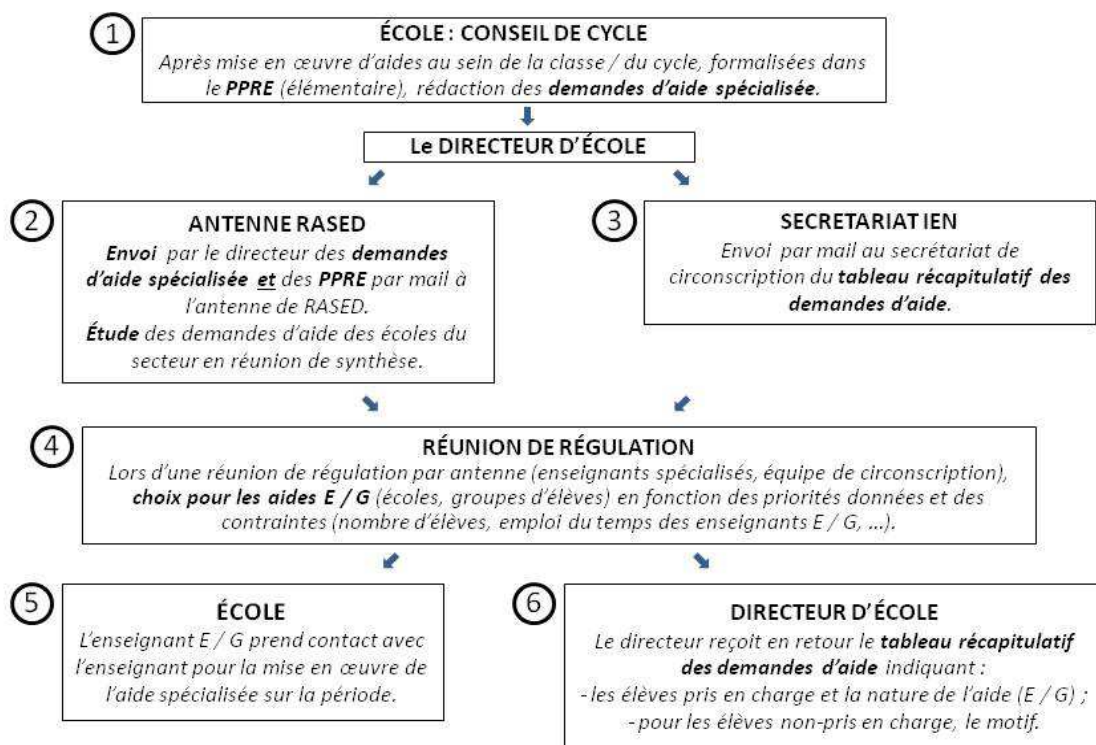 1
ÉCOLE : CONSEIL DE CYCLE
Après mise en œuvre d'aides au sein de la classe / du cycle, formalisées dans
le PPRE (élémentaire), rédaction des demandes d'aide spécialisée.
Le DIRECTEUR D'ÉCOLE
2
ANTENNE RASED
Envoi par le directeur des demandes
d'aide spécialisée et des PPRE par mail à
l'antenne de RASED.
Étude des demandes d'aide des écoles du
secteur en réunion de synthèse.
3
SECRETARIAT IEN
Envoi par mail au secrétariat de
circonscription du tableau récapitulatif des
demandes d'aide.
4
RÉUNION DE RÉGULATION
Lors d'une réunion de régulation par antenne (enseignants spécialisés, équipe de circonscription),
choix pour les aides E / G (écoles, groupes d'élèves) en fonction des priorités données et des
contraintes (nombre d'élèves, emploi du temps des enseignants E / G, ...).
5
ÉCOLE
L'enseignant E / G prend contact avec
l'enseignant pour la mise en œuvre de
l'aide spécialisée sur la période.
6
DIRECTEUR D'ÉCOLE
Le directeur reçoit en retour le tableau récapitulatif
des demandes d'aide indiquant :
- les élèves pris en charge et la nature de l'aide (E / G) ;
- pour les élèves non-pris en charge, le motif.